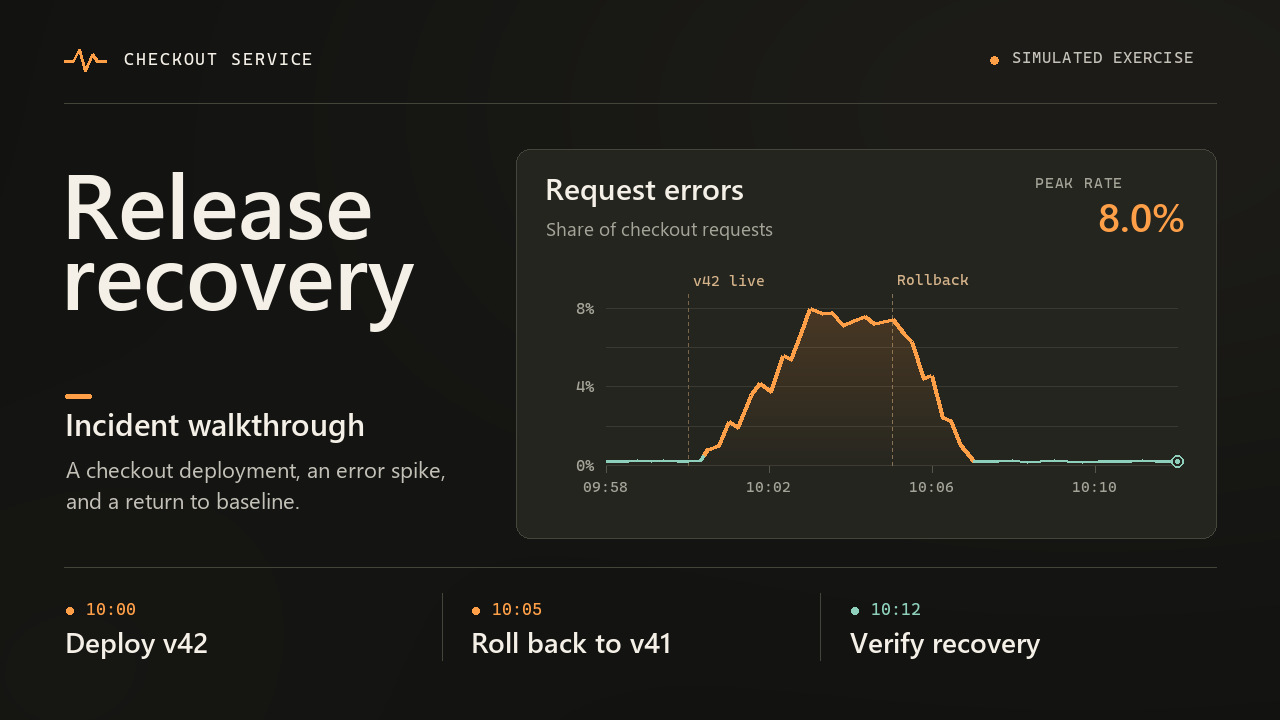 CHECKOUT SERVICE
SIMULATED EXERCISE
Release
recovery
Incident walkthrough
A checkout deployment, an error spike,
and a return to baseline.
Request errors
Share of checkout requests
PEAK RATE
8.0%
v42 live
Rollback
8%
4%
0%
09:58
10:02
10:06
10:10
10:00
Deploy v42
10:05
Roll back to v41
10:12
Verify recovery